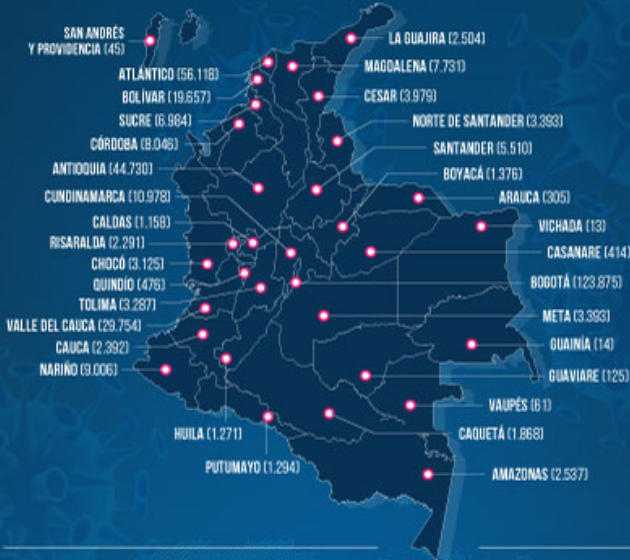 SAN ANDRÉS
Y PROVIDENCIA (45)
ATLÁNTICO (56.118)
BOLÍVAR (19.657)
SUCRE (6.984)
CÓRDOBA (8.046)
ANTIOQUIA (44.730)
CUNDINAMARCA (10.978)
CALDAS (1.158)
RISARALDA (2.291)
CHOCÓ (3.125)
QUINDÍO (476)
TOLIMA (3.287)
VALLE DEL CAUCA (29.754)
CAUCA (2.392)
NARIÑO (9.006)
HUILA (1.271)
PUTUMAYO (1.294)
LA GUAJIRA (2.504)
MAGDALENA (7.731)
CESAR (3.979)
NORTE DE SANTANDER (3.393)
SANTANDER (5.510)
BOYACÁ (1.376)
ARAUCA (305)
VICHADA (13)
CASANARE (414)
BOGOTÁ (123.875)
META (3.393)
GUAINÍA (14)
GUAVIARE (125)
VAUPÉS (61)
CAQUETÁ (1.868)
AMAZONAS (2.537)